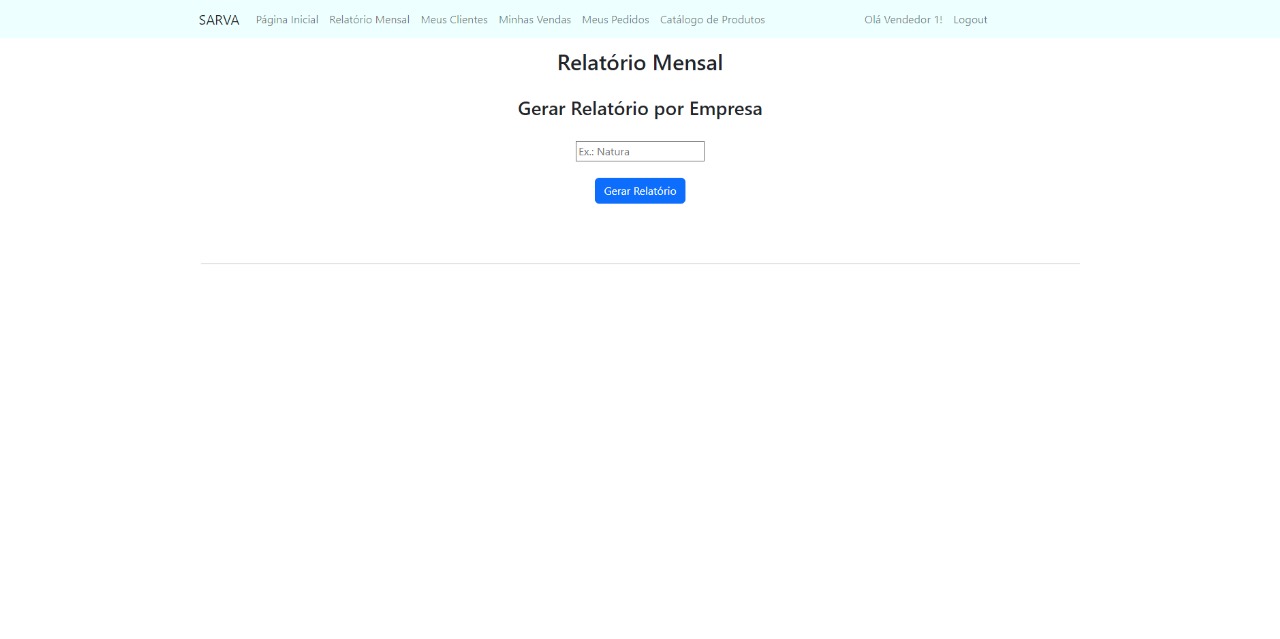 SARVA Página Inicial Relatório Mensal Meus Clientes Minhas Vendas Meus Pedidos Catálogo de Produtos Olá Vendedor 1! Logout
Relatório Mensal
Gerar Relatório por Empresa
Ex.: Natura
Gerar Relatório